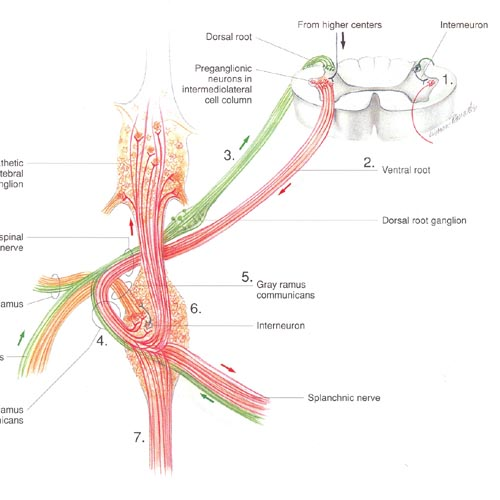 From higher centers
Interneuron
Dorsal root
Preganglionic
neurons in
intermediolateral
cell column
1.
3.
2.
Ventral root
thetic
tebral
nglion
Dorsal root ganglion
spinal
nerve
5.
Gray ramus
communicans
6.
amus
Interneuron
4.
s
Splanchnic nerve
amus
nicans
7.